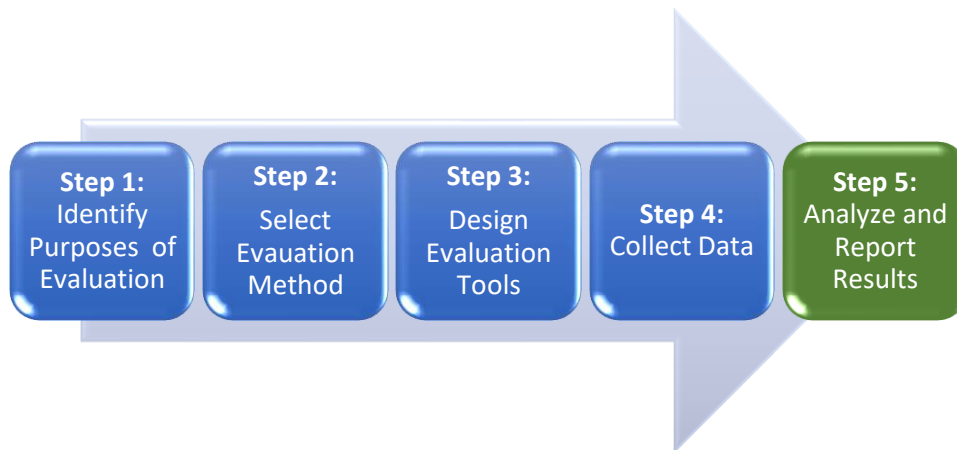 Step 1:
Identify
Purposes of
Evaluation
Step 2:
Select
Evauation
Method
Step 3:
Design
Evaluation
Tools
Step 4:
Collect Data
Step 5:
Analyze and
Report
Results